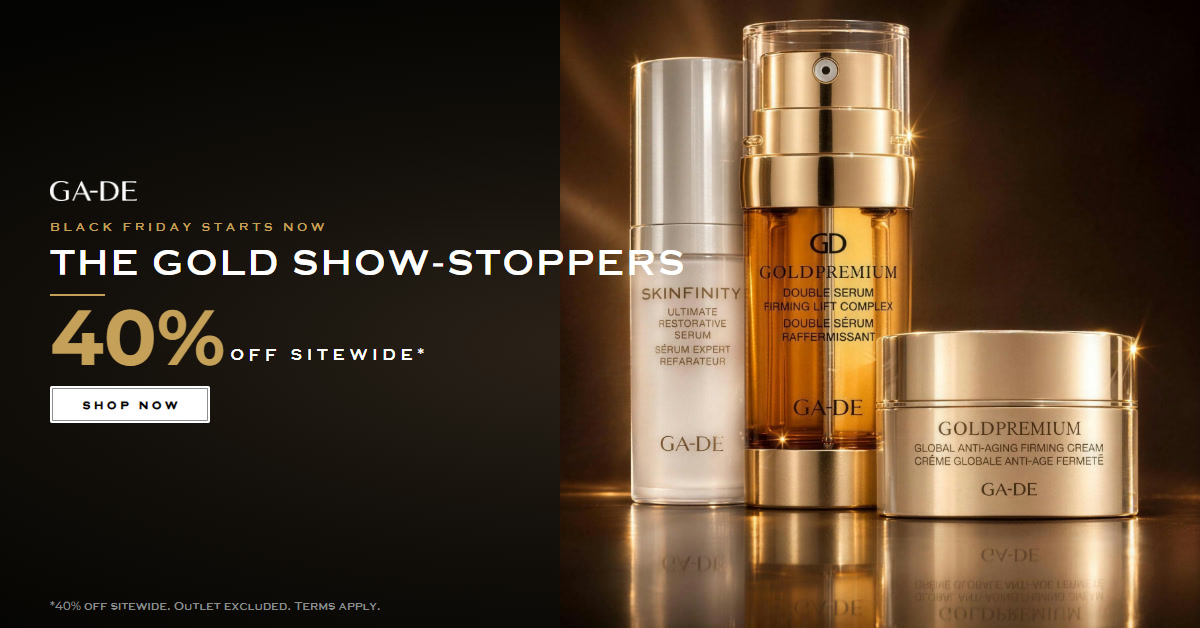 GA-DE
BLACK FRIDAY STARTS NOW
THE GOLD SHOW-STOPPERS
40% OFF SITEWIDE*
SHOP NOW
*40% OFF SITEWIDE. OUTLET EXCLUDED. TERMS APPLY.
SKINFINITY
ULTIMATE
RESTORATIVE
SERUM
SÉRUM EXPERT
REFARATEUR
GA-DE
GD
GOLDPREMIUM
DOUBLE SERUM
FIRMING LIFT COMPLEX
DOUBLE SÉRUM
RAFFERMISSANT
GA-DE
GOLDPREMIUM
GLOBAL ANTI-AGING FIRMING CREAM
CRÊME GLOBALE ANTI-AGE FERMETÉ
GA-DE